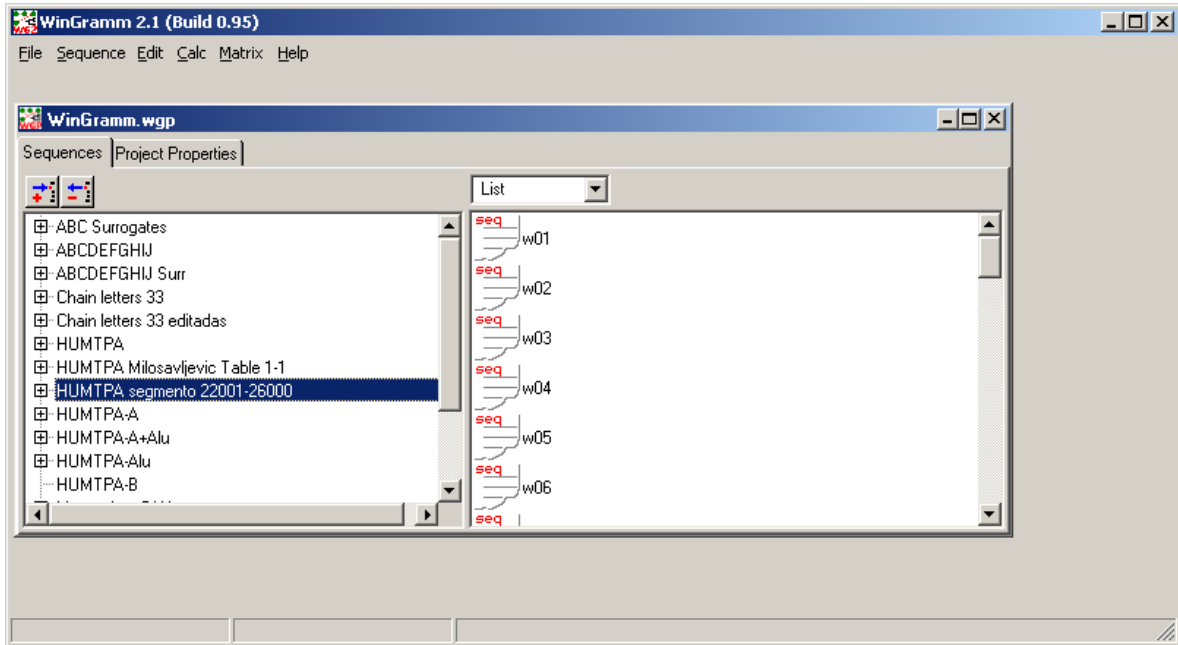 WinGramm 2.1 (Build 0.95)
File Sequence Edit Calc Matrix Help
WinGramm.wgp
Sequences Project Properties
List
ABC Surrogates
ABCDEFGHIJ
ABCDEFGHIJ Surr
Chain letters 33
Chain letters 33 editadas
HUMTPA
HUMTPA Milosavljevic Table 1-1
HUMTPA segmento 22001-26000
HUMTPA-A
HUMTPA-A+Alu
HUMTPA-Alu
HUMTPA-B
seq
w01
seq
w02
seq
w03
seq
w04
seq
w05
seq
w06
seq